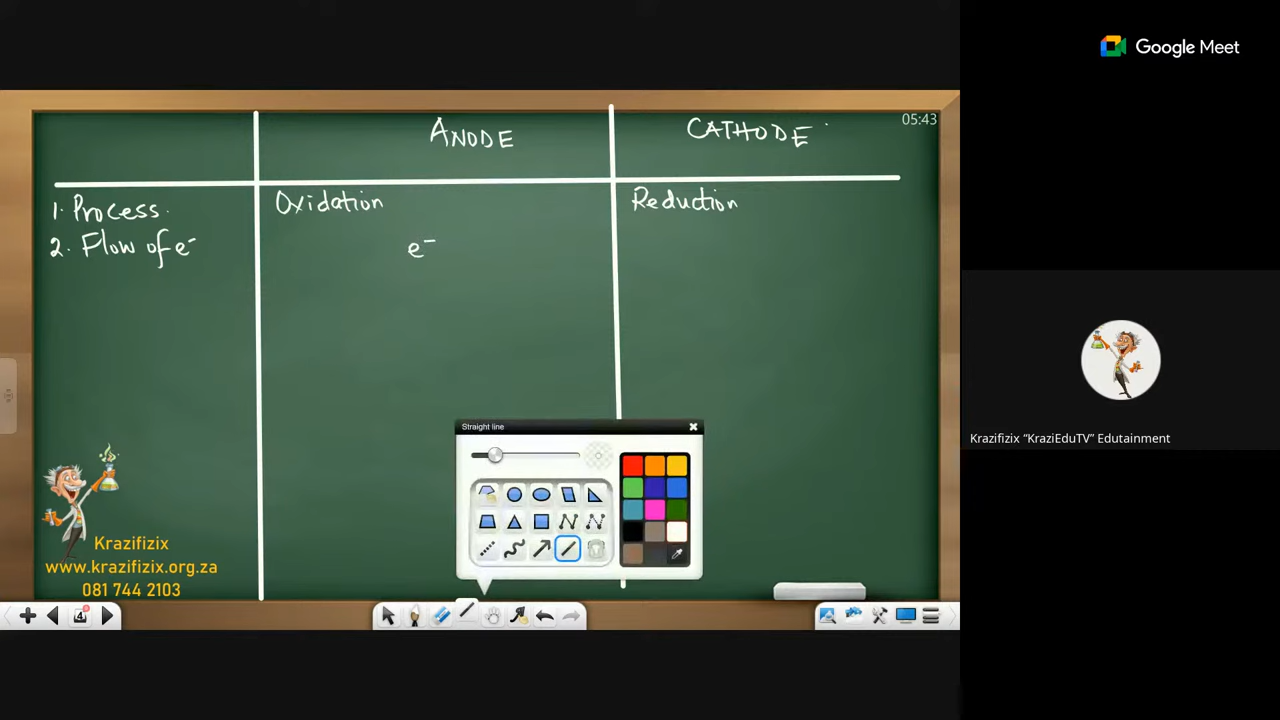 Google Meet
05:43
ANODE CATHODE
1. Process. Oxidation Reduction
2. Flow of e⁻ e⁻
Straight line
Krazifizix "KraziEduTV" Edutainment
Krazifizix
www.krazifizix.org.za
081 744 2103
4